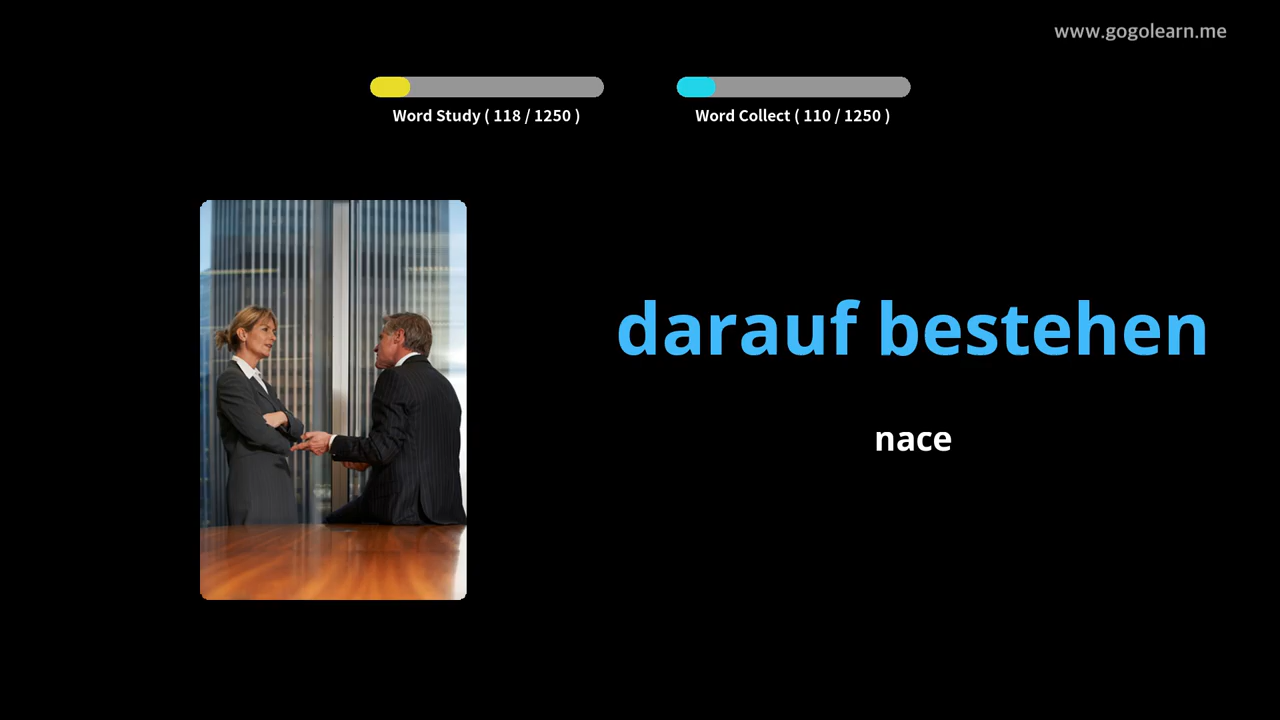 www.gogolearn.me
Word Study ( 118 / 1250 )
Word Collect ( 110 / 1250 )
darauf bestehen
nace